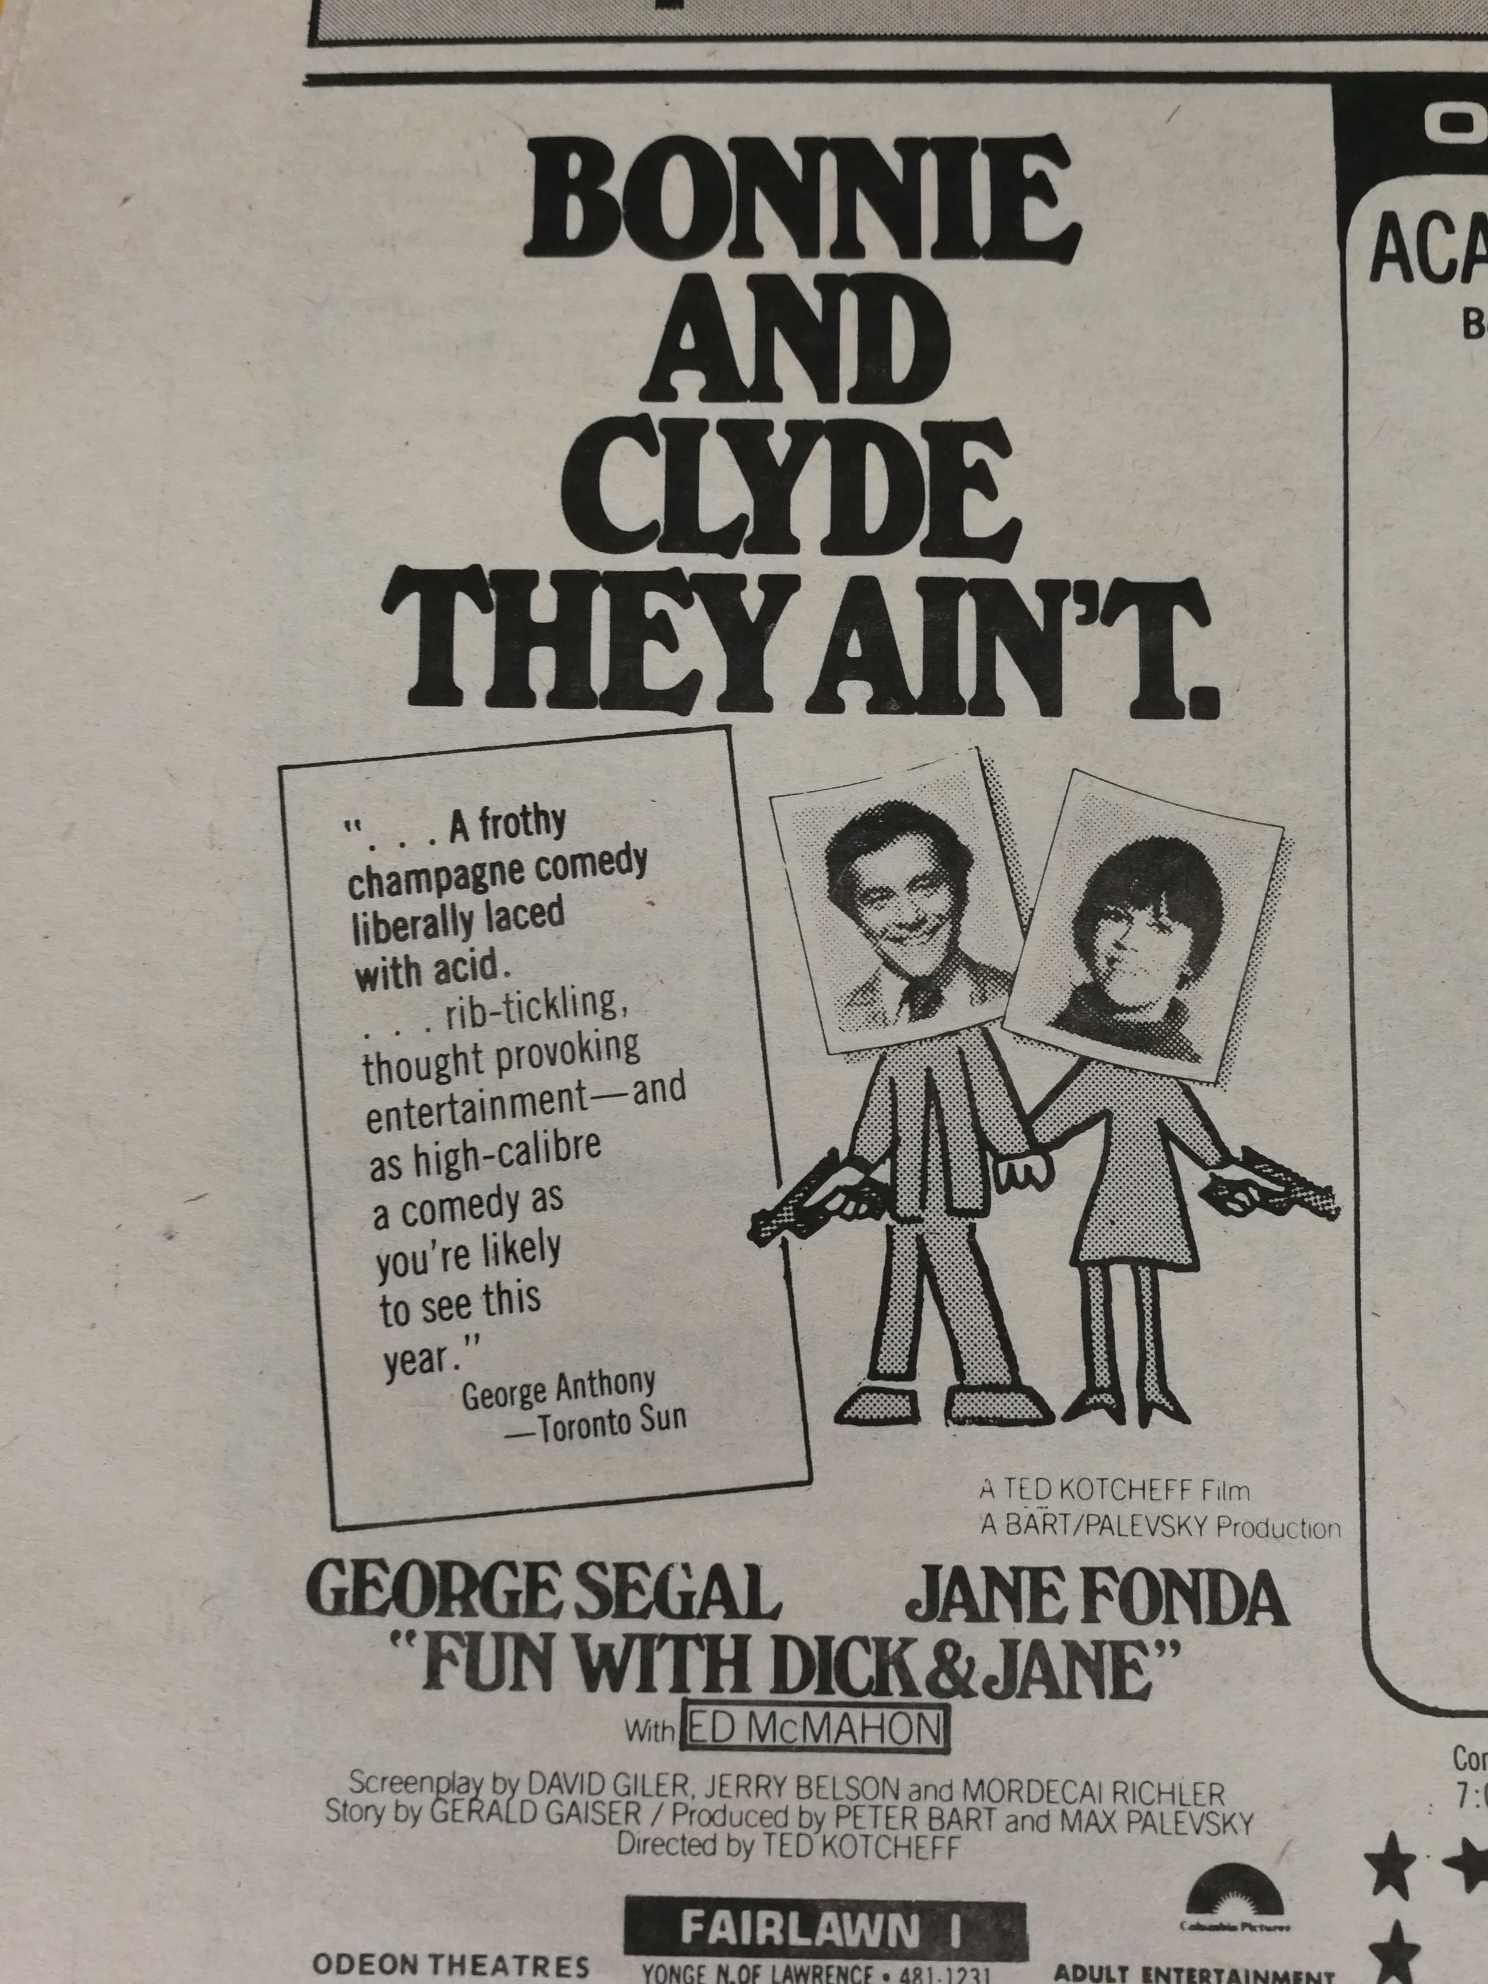 BONNIE
AND
CLYDE
THEY AIN'T.
“. . . A frothy
champagne comedy
liberally laced
with acid.
. . . rib-tickling,
thought provoking
entertainment—and
as high-calibre
a comedy as
you're likely
to see this
year.”
George Anthony
—Toronto Sun
A TED KOTCHEFF Film
A BART/PALEVSKY Production
GEORGE SEGAL JANE FONDA
“FUN WITH DICK & JANE”
With ED McMAHON
Screenplay by DAVID GILER, JERRY BELSON and MORDECAI RICHLER
Story by GERALD GAISER / Produced by PETER BART and MAX PALEVSKY
Directed by TED KOTCHEFF
Columbia Pictures
FAIRLAWN I
ODEON THEATRES
YONGE N. OF LAWRENCE • 481-1231
ADULT ENTERTAINMENT
O
ACA